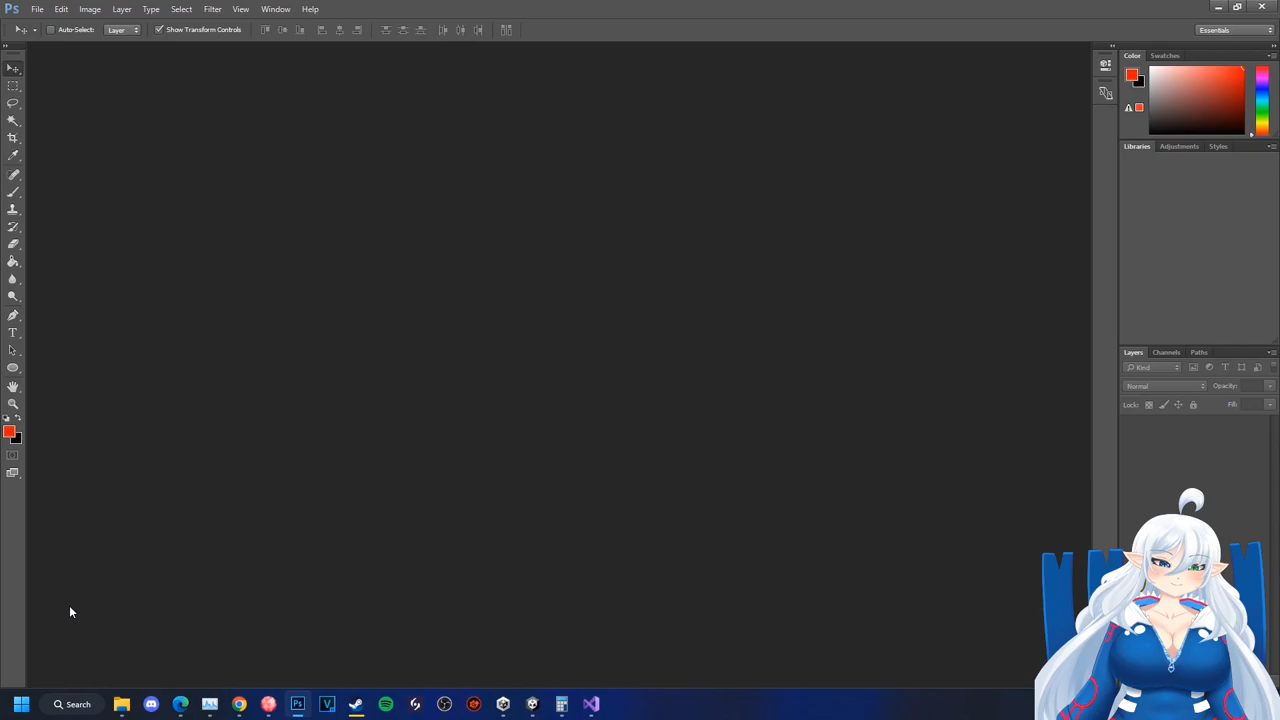 Ps File Edit Image Layer Type Select Filter View Window Help
Auto-Select: Layer Show Transform Controls Essentials
Color Swatches
Libraries Adjustments Styles
T
Layers Channels Paths
Kind T
Normal Opacity:
Lock: Fill:
Search Ps V